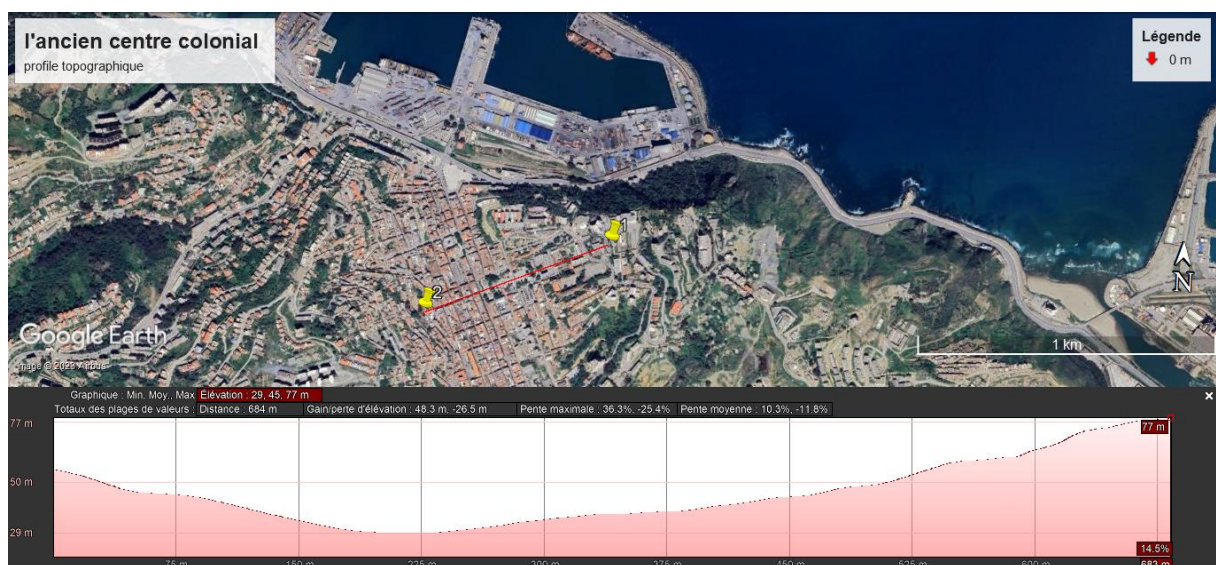 l'ancien centre colonial
profile topographique
Légende
0 m
1
2
N
Google Earth
Image © 2023 Airbus
1 km
Graphique : Min. Moy., Max Élévation : 29, 45, 77 m
Totaux des plages de valeurs : Distance : 684 m Gain/perte d'élévation : 48.3 m, -26.5 m Pente maximale : 36.3%, -25.4% Pente moyenne : 10.3%, -11.8%
77 m
77 m
50 m
29 m
14.5%
75 m 150 m 225 m 300 m 375 m 450 m 525 m 600 m 683 m